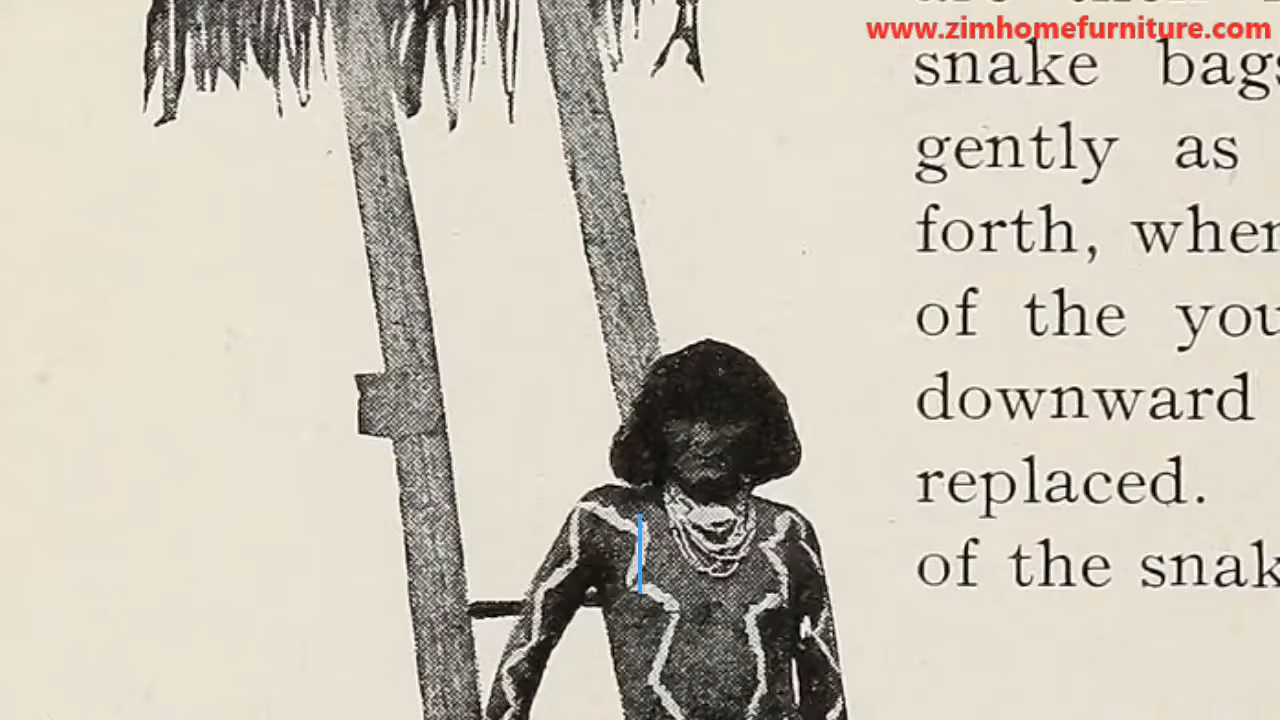 www.zimhomefurniture.com
snake bags
gently as
forth, when
of the you
downward
replaced.
of the snak